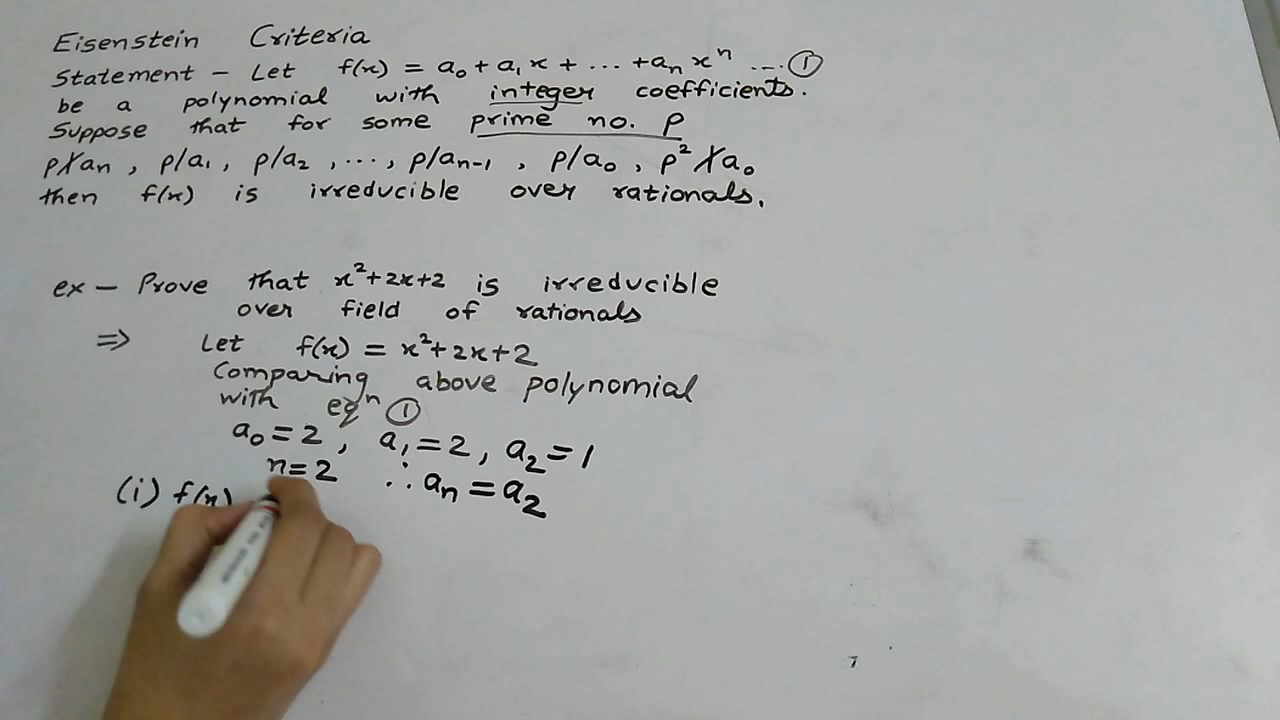 Eisenstein Criteria
Statement - Let f(x) = a₀ + a₁x + ... + aₙxⁿ ... ①
be a polynomial with integer coefficients.
Suppose that for some prime no. p
p∤aₙ , p/a₁ , p/a₂ , ... , p/aₙ₋₁ , p/a₀ , p²∤a₀
then f(x) is irreducible over rationals.
ex - Prove that x²+2x+2 is irreducible
over field of rationals
⇒ Let f(x) = x²+2x+2
Comparing above polynomial
with eqⁿ ①
a₀=2 , a₁=2 , a₂=1
n=2 ∴ aₙ = a₂
(i) f(x)